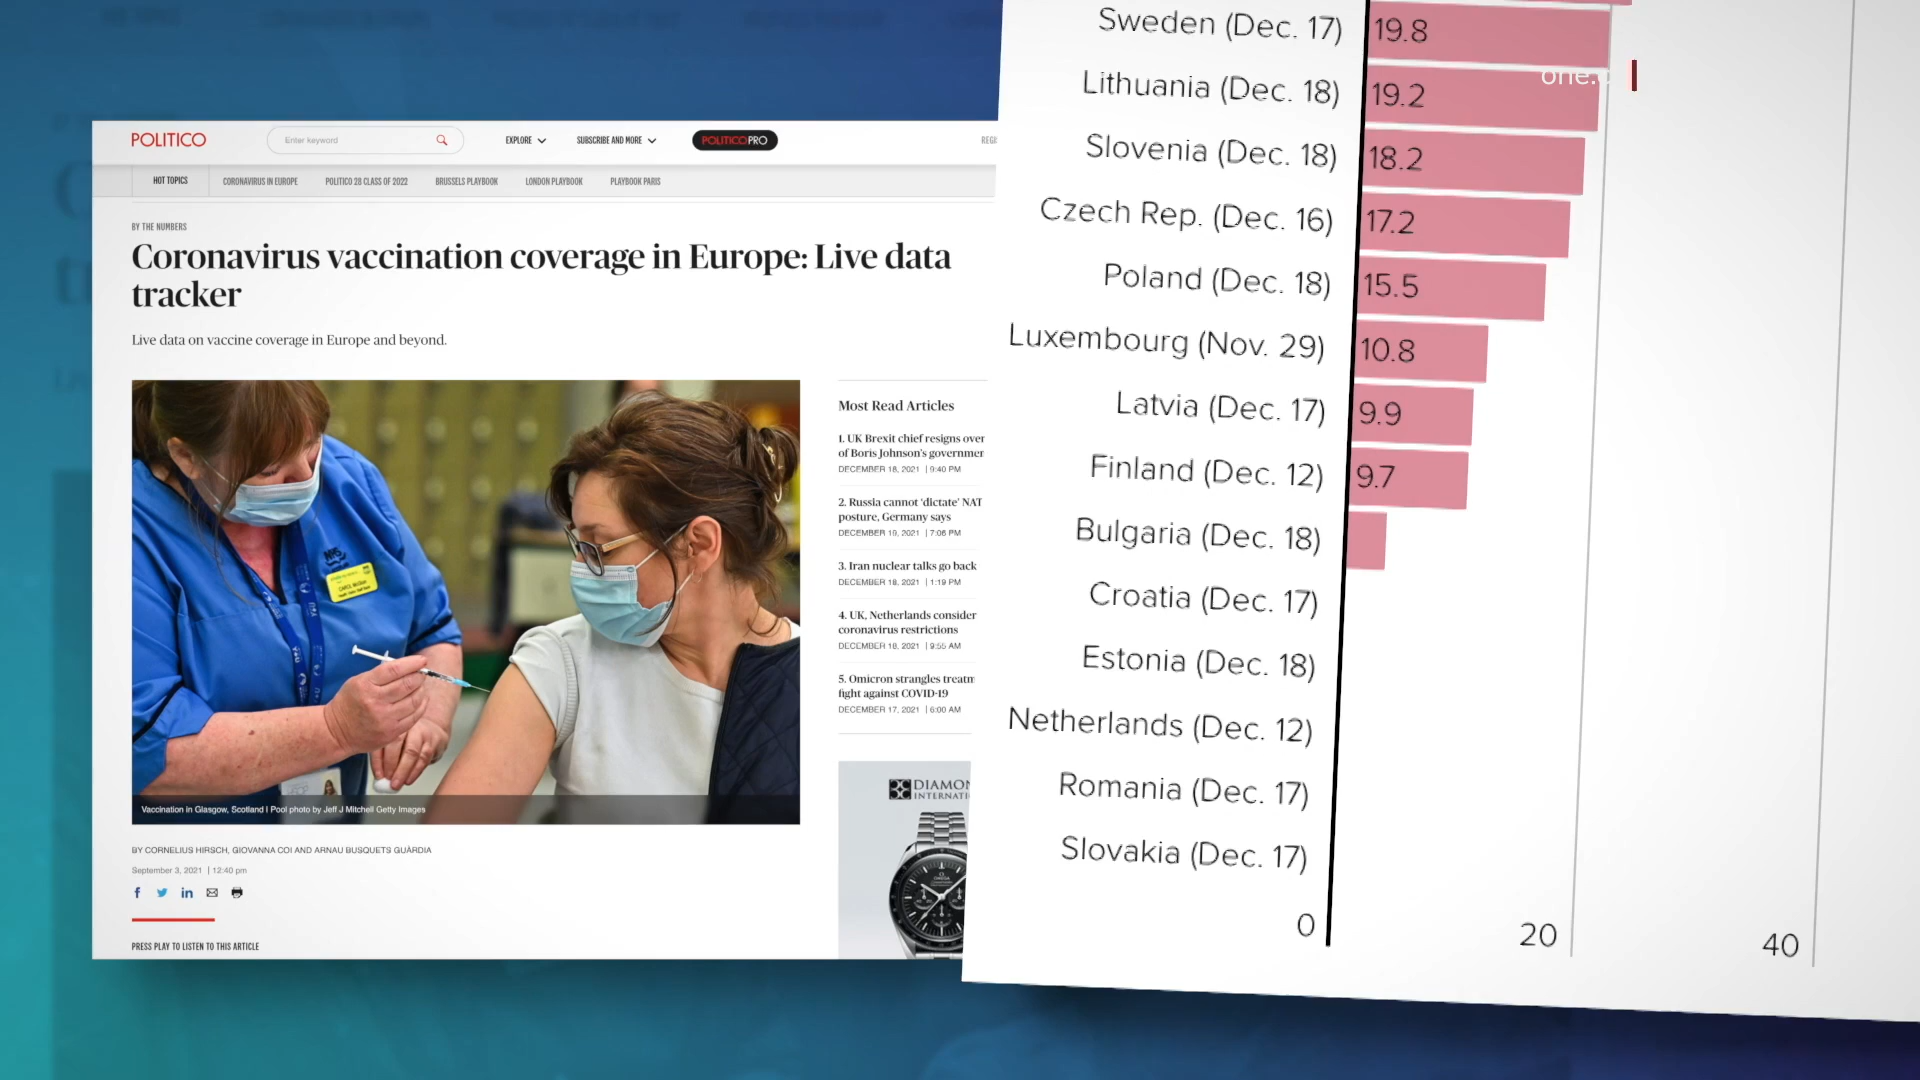 POLITICO
Enter keyword
EXPLORE
SUBSCRIBE AND MORE
POLITICOPRO
HOT TOPICS
CORONAVIRUS IN EUROPE
POLITICO 28 CLASS OF 2022
BRUSSELS PLAYBOOK
LONDON PLAYBOOK
PLAYBOOK PARIS
BY THE NUMBERS
Coronavirus vaccination coverage in Europe: Live data
tracker
Live data on vaccine coverage in Europe and beyond.
Vaccination in Glasgow, Scotland | Pool photo by Jeff J Mitchell Getty Images
BY CORNELIUS HIRSCH, GIOVANNA COI AND ARNAU BUSQUETS GUÀRDIA
September 3, 2021 | 12:40 pm
PRESS PLAY TO LISTEN TO THIS ARTICLE
Most Read Articles
1. UK Brexit chief resigns over
of Boris Johnson's governmen
DECEMBER 18, 2021 | 9:40 PM
2. Russia cannot 'dictate' NAT
posture, Germany says
DECEMBER 19, 2021 | 7:06 PM
3. Iran nuclear talks go back
DECEMBER 18, 2021 | 1:19 PM
4. UK, Netherlands consider
coronavirus restrictions
DECEMBER 18, 2021 | 9:55 AM
5. Omicron strangles treatm
fight against COVID-19
DECEMBER 17, 2021 | 6:00 AM
DIAMON
INTERNATI
OMEGA
Sweden (Dec. 17) 19.8
Lithuania (Dec. 18) 19.2
Slovenia (Dec. 18) 18.2
Czech Rep. (Dec. 16) 17.2
Poland (Dec. 18) 15.5
Luxembourg (Nov. 29) 10.8
Latvia (Dec. 17) 9.9
Finland (Dec. 12) 9.7
Bulgaria (Dec. 18)
Croatia (Dec. 17)
Estonia (Dec. 18)
Netherlands (Dec. 12)
Romania (Dec. 17)
Slovakia (Dec. 17)
0 20 40